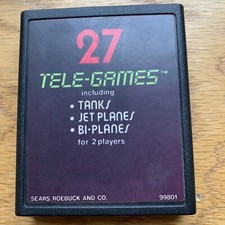 27
TELE-GAMES™
including
• TANKS
• JET PLANES
• BI-PLANES
for 2 players
SEARS, ROEBUCK AND CO. 99801